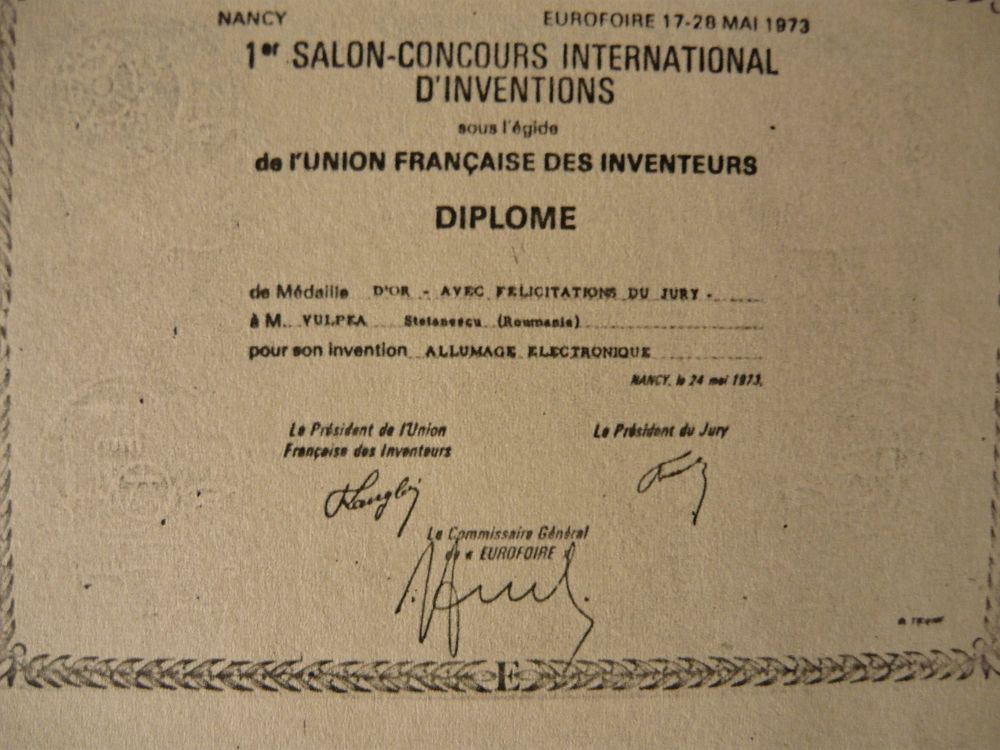 NANCY EUROFOIRE 17-28 MAI 1973
1er SALON-CONCOURS INTERNATIONAL
D'INVENTIONS
sous l'égide
de l'UNION FRANÇAISE DES INVENTEURS
DIPLOME
de Médaille D'OR - AVEC FELICITATIONS DU JURY -
à M. VULPEA Stetanescu (Roumanie)
pour son invention ALLUMAGE ELECTRONIQUE
NANCY, le 24 mai 1973,
Le Président de l'Union
Française des Inventeurs
Le Président du Jury
Le Commissaire Général
de « EUROFOIRE »
E